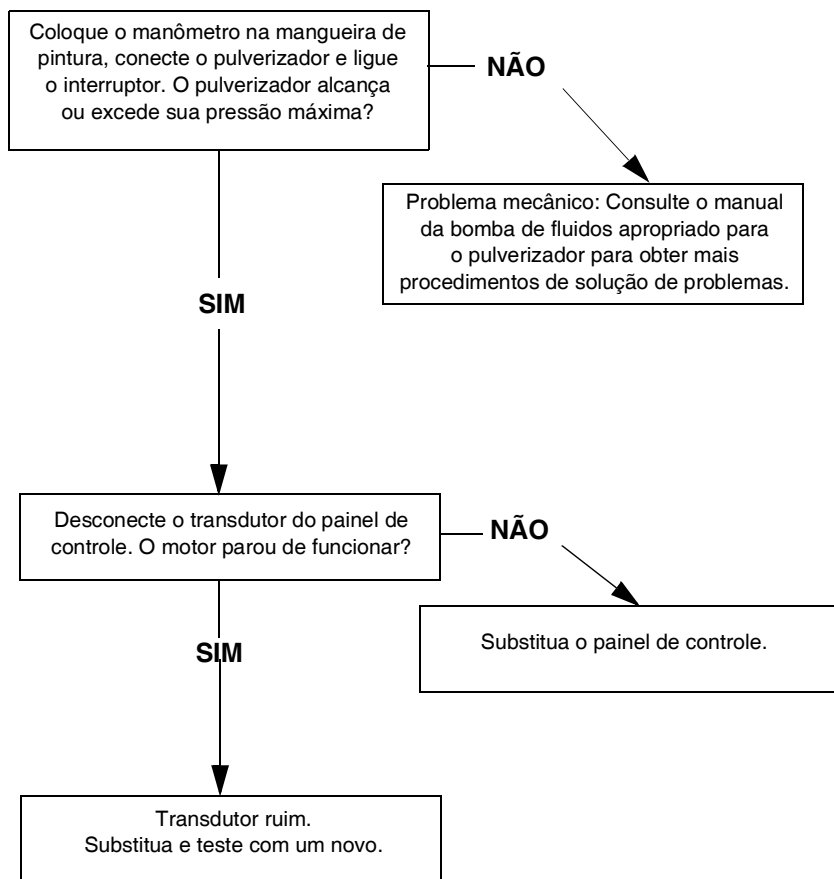 Coloque o manômetro na mangueira de
pintura, conecte o pulverizador e ligue
o interruptor. O pulverizador alcança
ou excede sua pressão máxima?
NÃO
Problema mecânico: Consulte o manual
da bomba de fluidos apropriado para
o pulverizador para obter mais
procedimentos de solução de problemas.
SIM
Desconecte o transdutor do painel de
controle. O motor parou de funcionar?
NÃO
Substitua o painel de controle.
SIM
Transdutor ruim.
Substitua e teste com um novo.